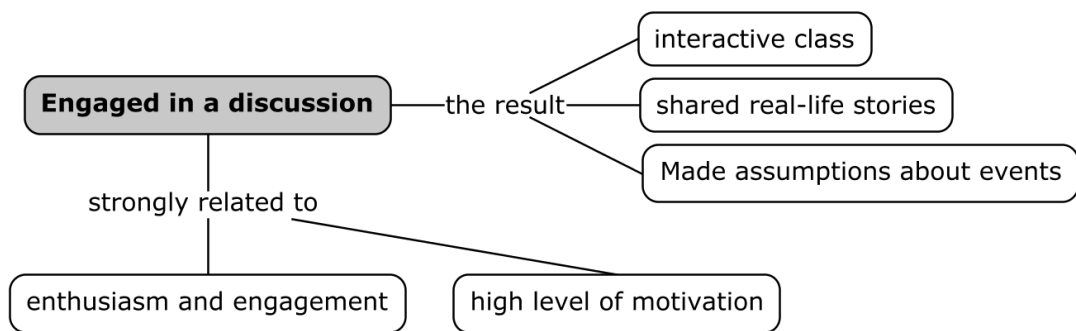 interactive class
Engaged in a discussion
the result
shared real-life stories
Made assumptions about events
strongly related to
enthusiasm and engagement
high level of motivation